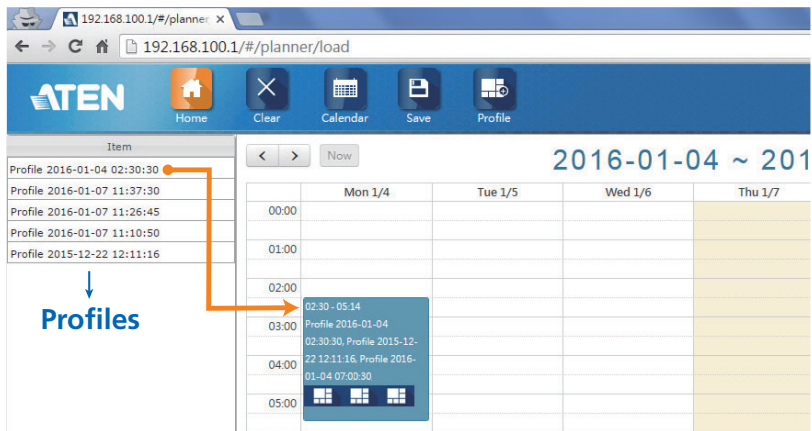 192.168.100.1/#/planner
192.168.100.1/#/planner/load
ATEN
Home
Clear
Calendar
Save
Profile
Item
Profile 2016-01-04 02:30:30
Profile 2016-01-07 11:37:30
Profile 2016-01-07 11:26:45
Profile 2016-01-07 11:10:50
Profile 2015-12-22 12:11:16
Profiles
< > Now
2016-01-04 ~ 201
Mon 1/4 Tue 1/5 Wed 1/6 Thu 1/7
00:00
01:00
02:00
03:00
04:00
05:00
02:30 - 05:14
Profile 2016-01-04
02:30:30, Profile 2015-12-
22 12:11:16, Profile 2016-
01-04 07:00:30